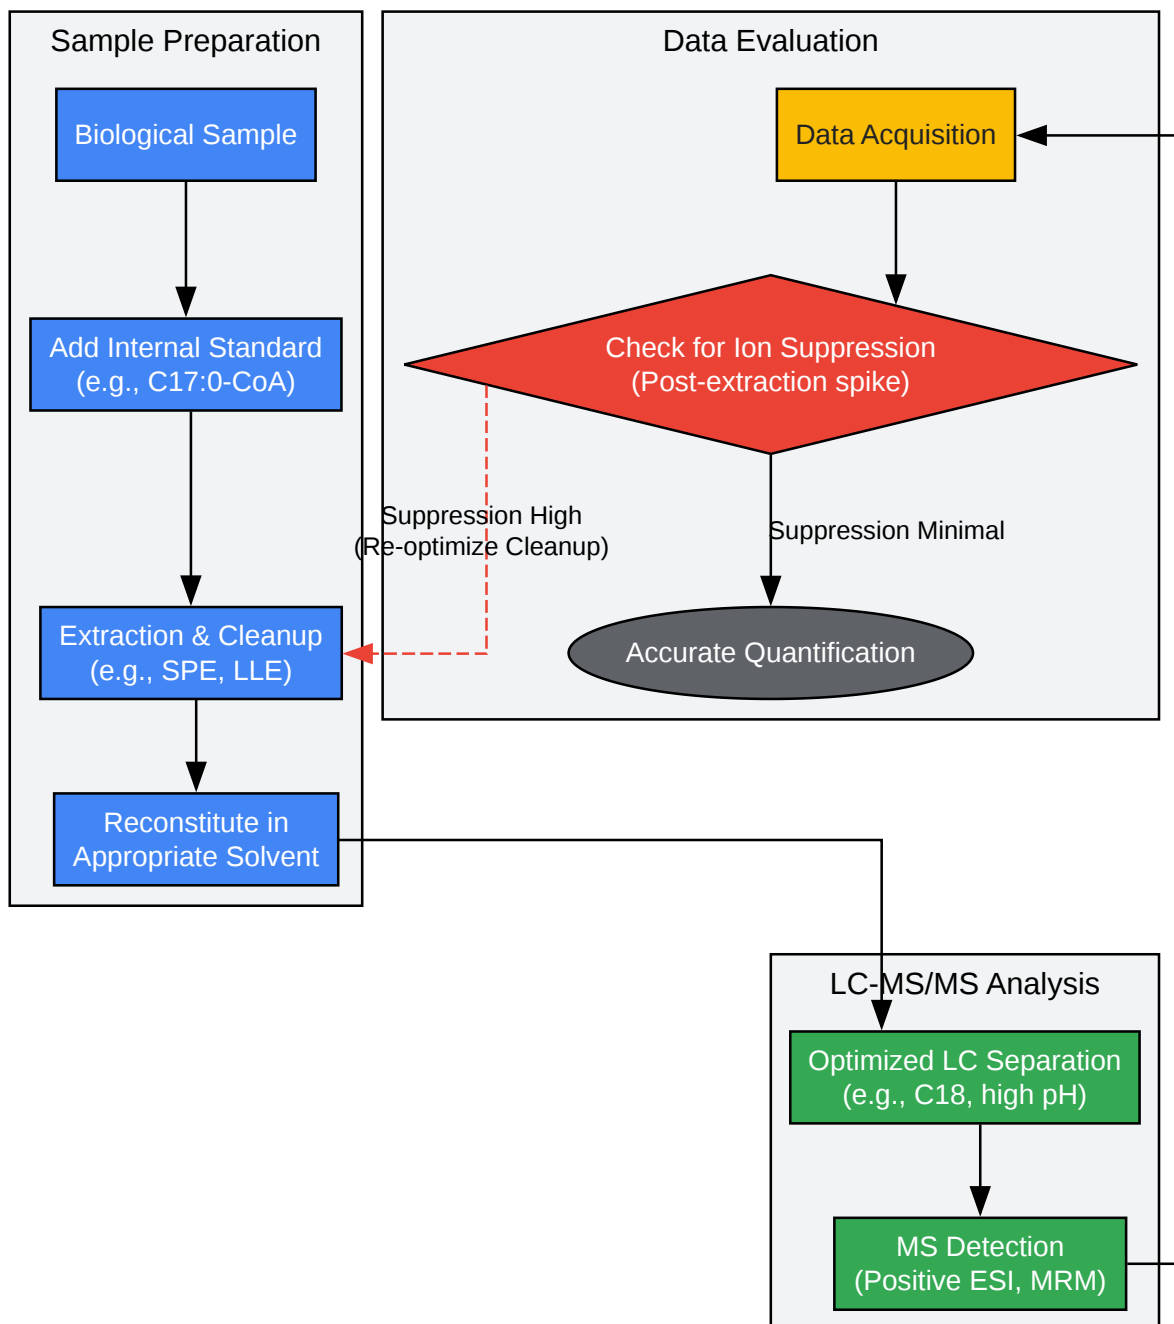 Sample Preparation
Biological Sample
Add Internal Standard
(e.g., C17:0-CoA)
Extraction & Cleanup
(e.g., SPE, LLE)
Reconstitute in
Appropriate Solvent
Data Evaluation
Data Acquisition
Check for Ion Suppression
(Post-extraction spike)
Suppression High
(Re-optimize Cleanup)
Suppression Minimal
Accurate Quantification
LC-MS/MS Analysis
Optimized LC Separation
(e.g., C18, high pH)
MS Detection
(Positive ESI, MRM)